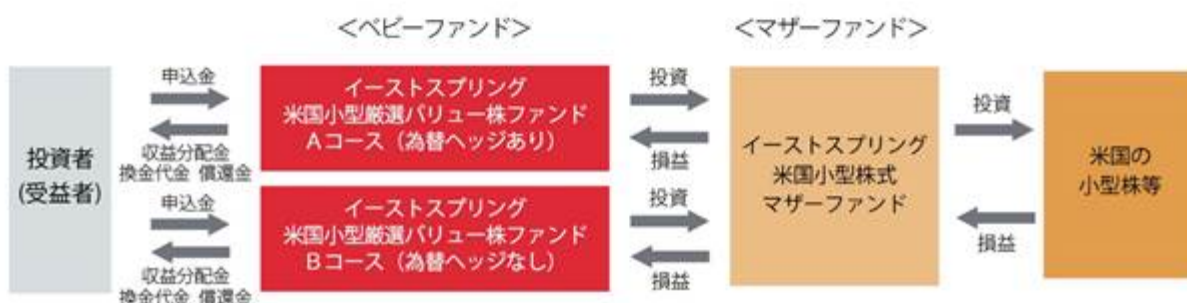 <ベビーファンド>
<マザーファンド>
投資者
(受益者)
申込金
収益分配金
換金代金 償還金
申込金
収益分配金
換金代金 償還金
イーストスプリング
米国小型厳選バリュー株ファンド
Aコース(為替ヘッジあり)
イーストスプリング
米国小型厳選バリュー株ファンド
Bコース(為替ヘッジなし)
投資
損益
投資
損益
イーストスプリング
米国小型株式
マザーファンド
投資
損益
米国の
小型株等